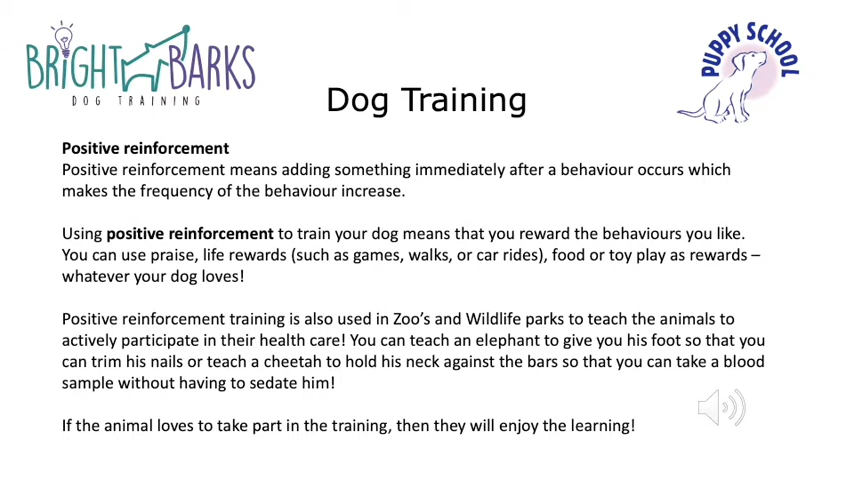 BRIGHT BARKS
DOG TRAINING
PUPPY SCHOOL
Dog Training
Positive reinforcement
Positive reinforcement means adding something immediately after a behaviour occurs which
makes the frequency of the behaviour increase.
Using positive reinforcement to train your dog means that you reward the behaviours you like.
You can use praise, life rewards (such as games, walks, or car rides), food or toy play as rewards –
whatever your dog loves!
Positive reinforcement training is also used in Zoo’s and Wildlife parks to teach the animals to
actively participate in their health care! You can teach an elephant to give you his foot so that you
can trim his nails or teach a cheetah to hold his neck against the bars so that you can take a blood
sample without having to sedate him!
If the animal loves to take part in the training, then they will enjoy the learning!